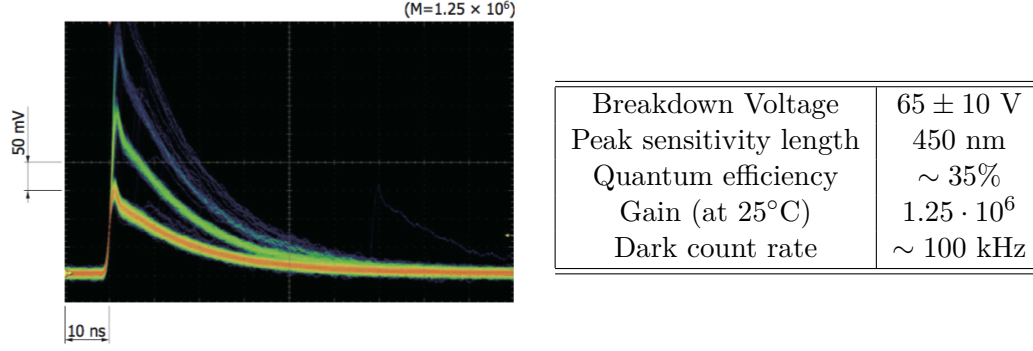 (M=1.25 × 10⁶)
50 mV
10 ns
Breakdown Voltage 65 ± 10 V
Peak sensitivity length 450 nm
Quantum efficiency ∼ 35%
Gain (at 25°C) 1.25 · 10⁶
Dark count rate ∼ 100 kHz